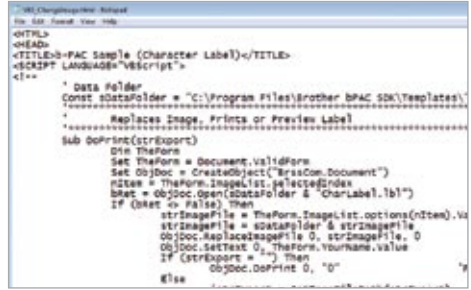 VBS_ChangeImage.html - Notepad
File Edit Format View Help
<HTML>
<HEAD>
<TITLE>b-PAC Sample (Character Label)</TITLE>
<SCRIPT LANGUAGE="VBScript">
<!--
' Data Folder
Const sDataFolder = "C:\Program Files\Brother bPAC SDK\Templates\"
'*******************************************************
' Replaces Image, Prints or Preview Label
'*******************************************************
Sub DoPrint(strExport)
Dim TheForm
Set TheForm = Document.ValidForm
Set ObjDoc = CreateObject("BrssCom.Document")
nItem = TheForm.ImageList.selectedIndex
bRet = ObjDoc.Open(sDataFolder & "CharLabel.lbl")
If (bRet <> False) Then
strImageFile = TheForm.ImageList.options(nItem).Va
strImageFile = sDataFolder & strImageFile
ObjDoc.ReplaceImageFile 0, strImageFile, 0
ObjDoc.SetText 0, TheForm.YourName.Value
If (strExport = "") Then
ObjDoc.DoPrint 0, "0"
Else